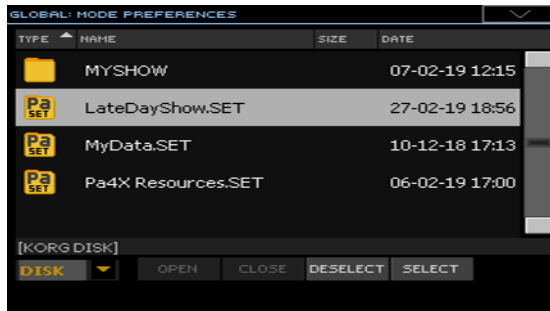 GLOBAL: MODE PREFERENCES
TYPE NAME SIZE DATE
MYSHOW 07-02-19 12:15
Pa SET LateDayShow.SET 27-02-19 18:56
Pa SET MyData.SET 10-12-18 17:13
Pa SET Pa4X Resources.SET 06-02-19 17:00
[KORG DISK]
DISK OPEN CLOSE DESELECT SELECT